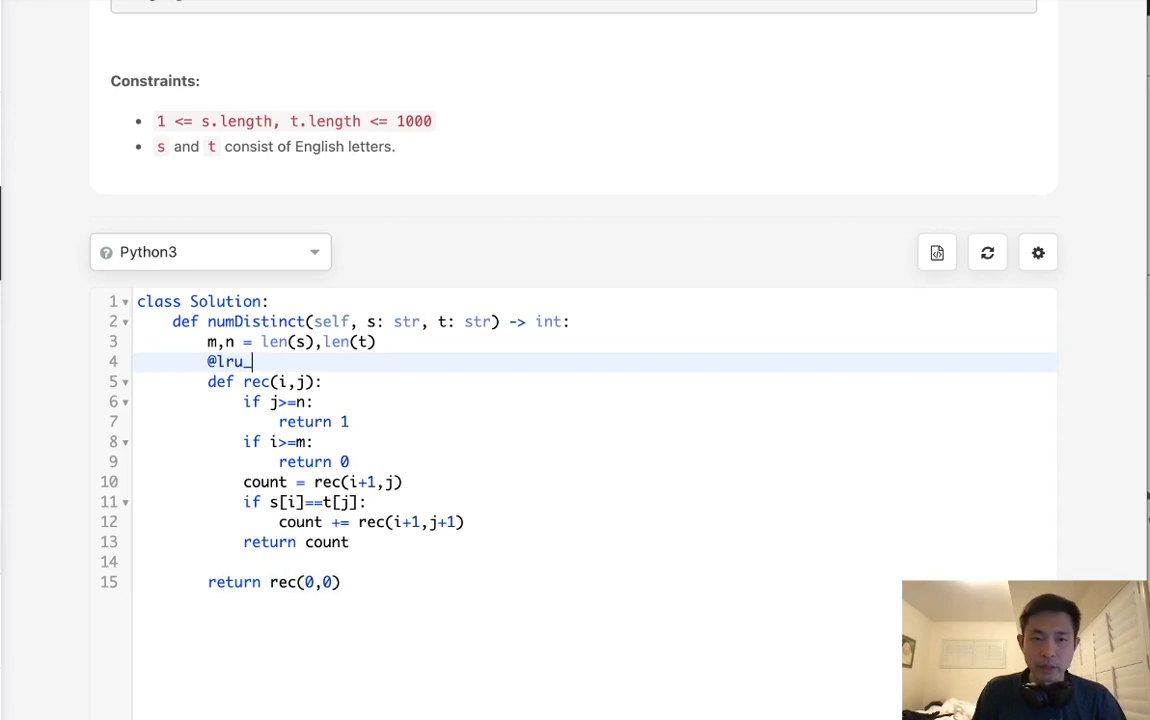 Constraints:
1 <= s.length, t.length <= 1000
s and t consist of English letters.
? Python3
1 class Solution:
2 def numDistinct(self, s: str, t: str) -> int:
3 m,n = len(s),len(t)
4 @lru_
5 def rec(i,j):
6 if j>=n:
7 return 1
8 if i>=m:
9 return 0
10 count = rec(i+1,j)
11 if s[i]==t[j]:
12 count += rec(i+1,j+1)
13 return count
14
15 return rec(0,0)